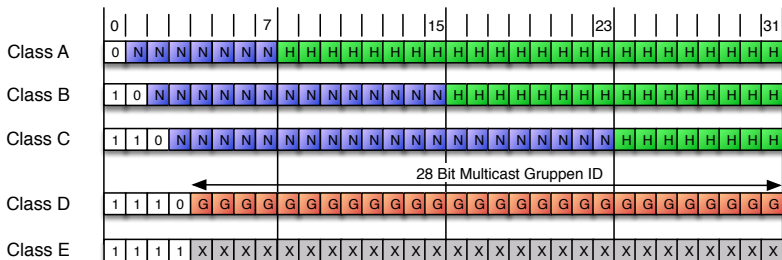 0 7 15 23 31
Class A 0 N N N N N N N H H H H H H H H H H H H H H H H H H H H H H H H
Class B 1 0 N N N N N N N N N N N N N N H H H H H H H H H H H H H H H H
Class C 1 1 0 N N N N N N N N N N N N N N N N N N N N N H H H H H H H H
28 Bit Multicast Gruppen ID
Class D 1 1 1 0 G G G G G G G G G G G G G G G G G G G G G G G G G G G G
Class E 1 1 1 1 X X X X X X X X X X X X X X X X X X X X X X X X X X X X